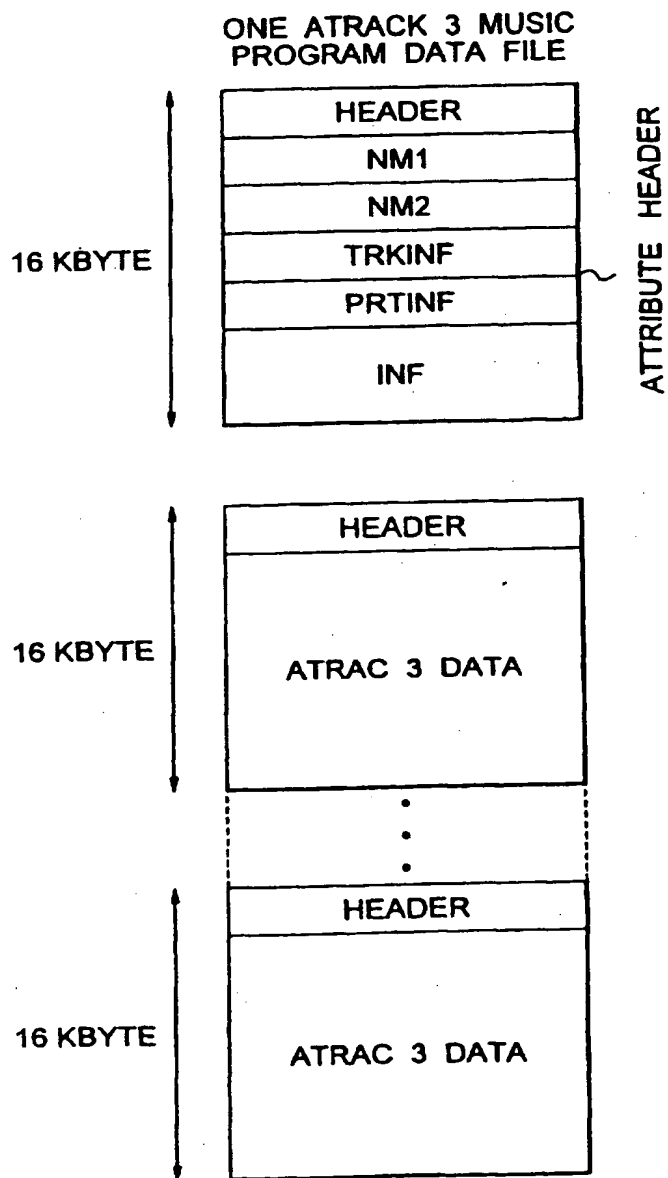 ONE ATRACK 3 MUSIC
PROGRAM DATA FILE
HEADER
NM1
NM2
TRKINF
PRTINF
INF
16 KBYTE
ATTRIBUTE HEADER
HEADER
ATRAC 3 DATA
16 KBYTE
HEADER
ATRAC 3 DATA
16 KBYTE